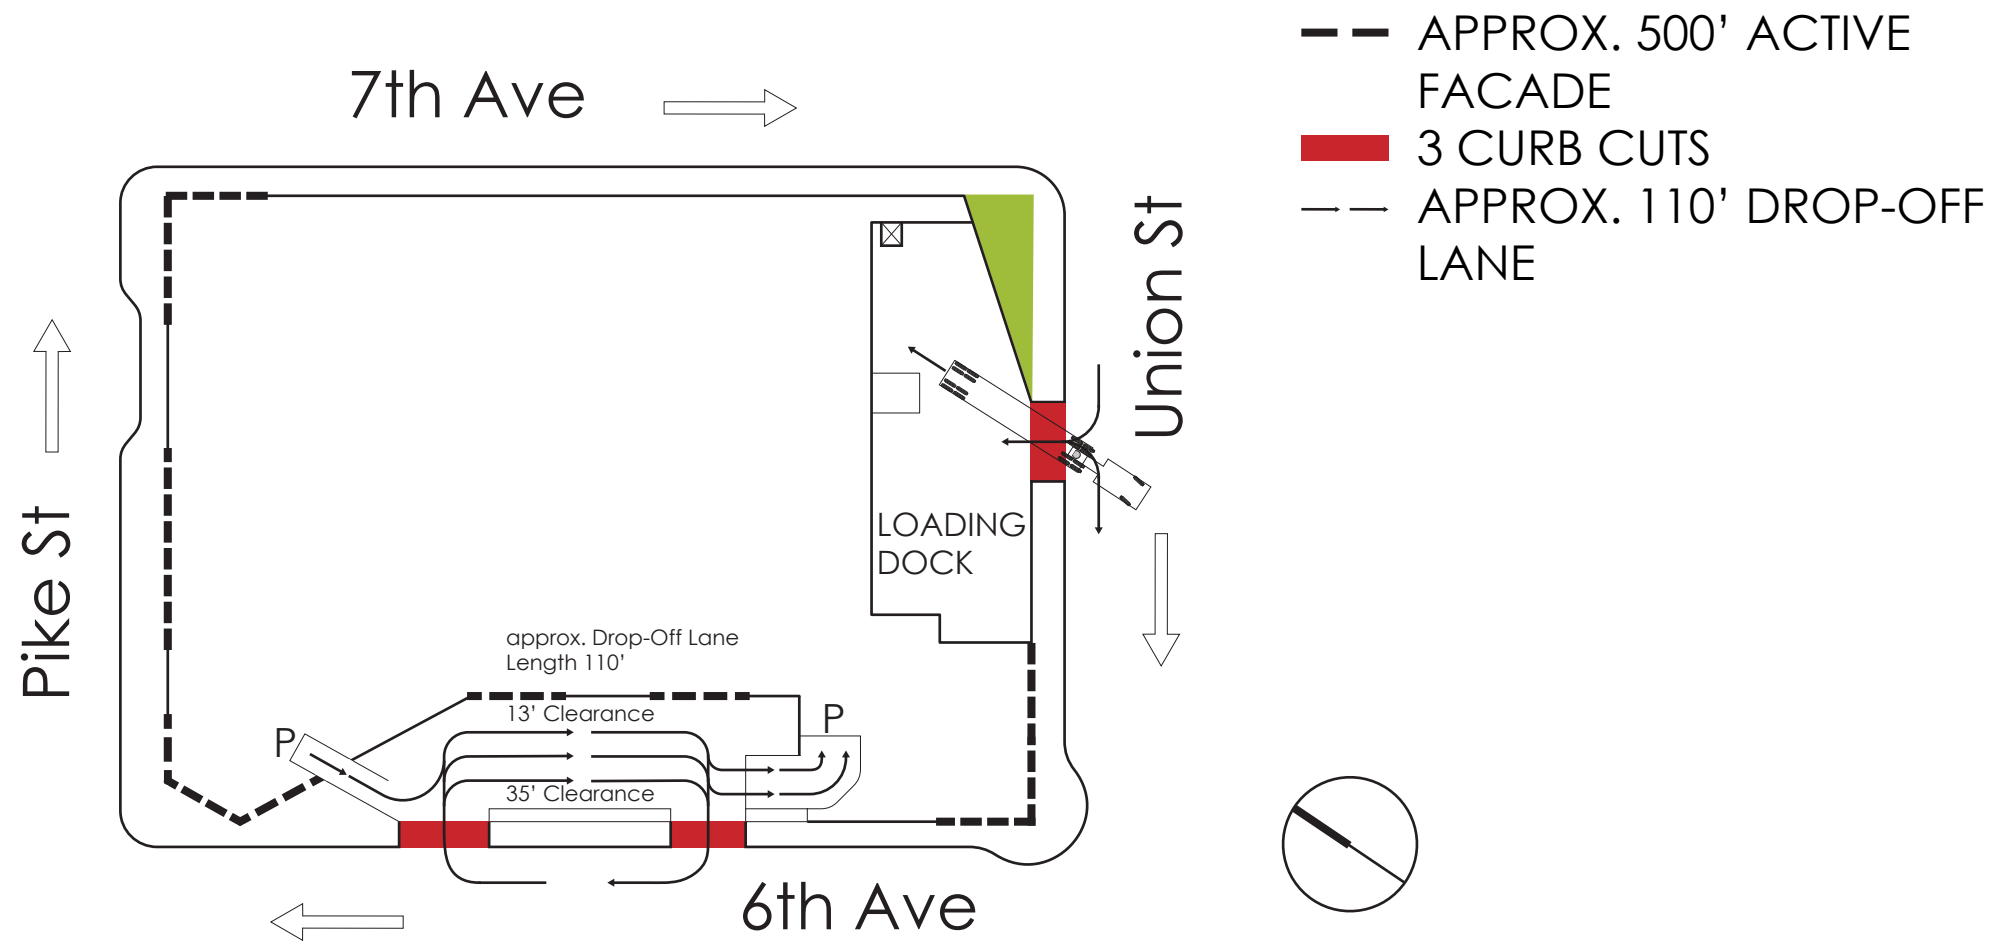 7th Ave
Pike St
Union St
LOADING
DOCK
approx. Drop-Off Lane
Length 110’
13’ Clearance
35’ Clearance
P
P
6th Ave
APPROX. 500’ ACTIVE
FACADE
3 CURB CUTS
APPROX. 110’ DROP-OFF
LANE